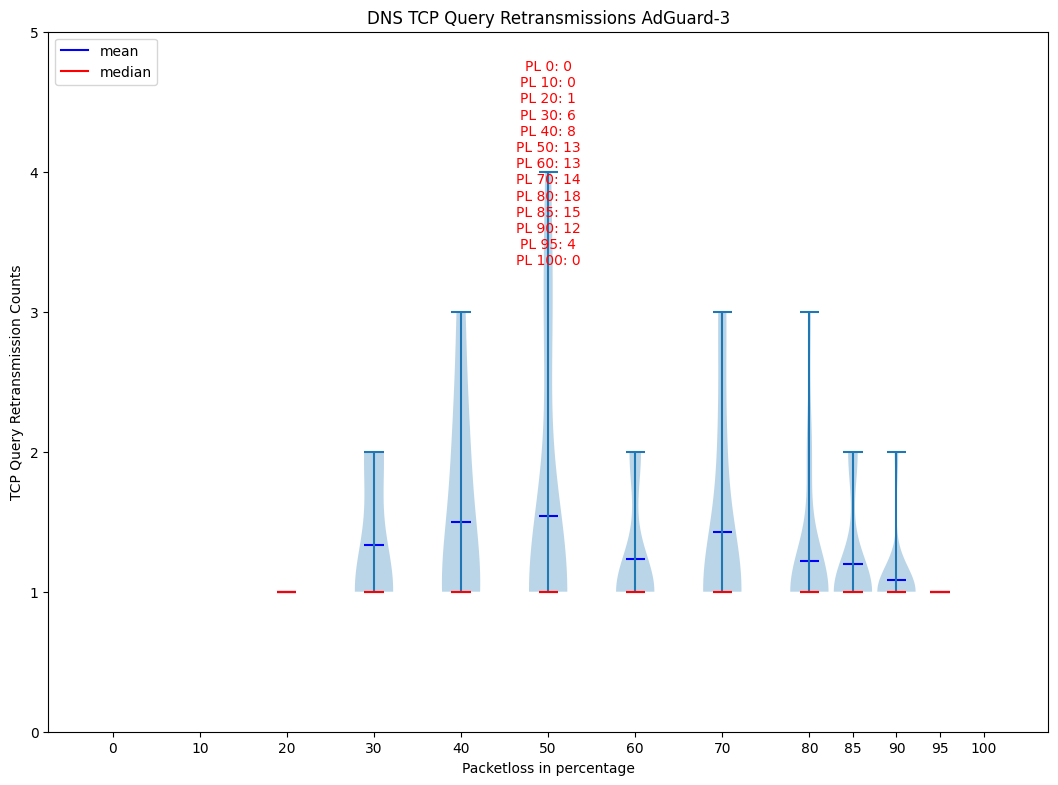 DNS TCP Query Retransmissions AdGuard-3
mean
median
PL 0: 0
PL 10: 0
PL 20: 1
PL 30: 6
PL 40: 8
PL 50: 13
PL 60: 13
PL 70: 14
PL 80: 18
PL 85: 15
PL 90: 12
PL 95: 4
PL 100: 0
TCP Query Retransmission Counts
5
4
3
2
1
0
0 10 20 30 40 50 60 70 80 85 90 95 100
Packetloss in percentage